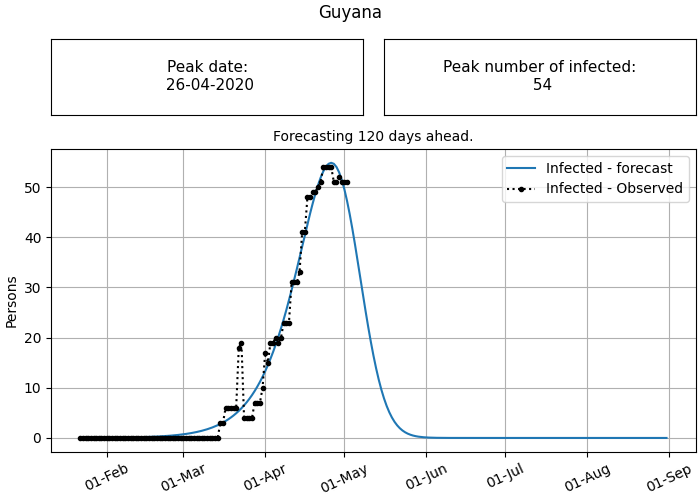 Guyana
Peak date:
26-04-2020
Peak number of infected:
54
Forecasting 120 days ahead.
Infected - forecast
Infected - Observed
Persons
50
40
30
20
10
0
01-Feb
01-Mar
01-Apr
01-May
01-Jun
01-Jul
01-Aug
01-Sep